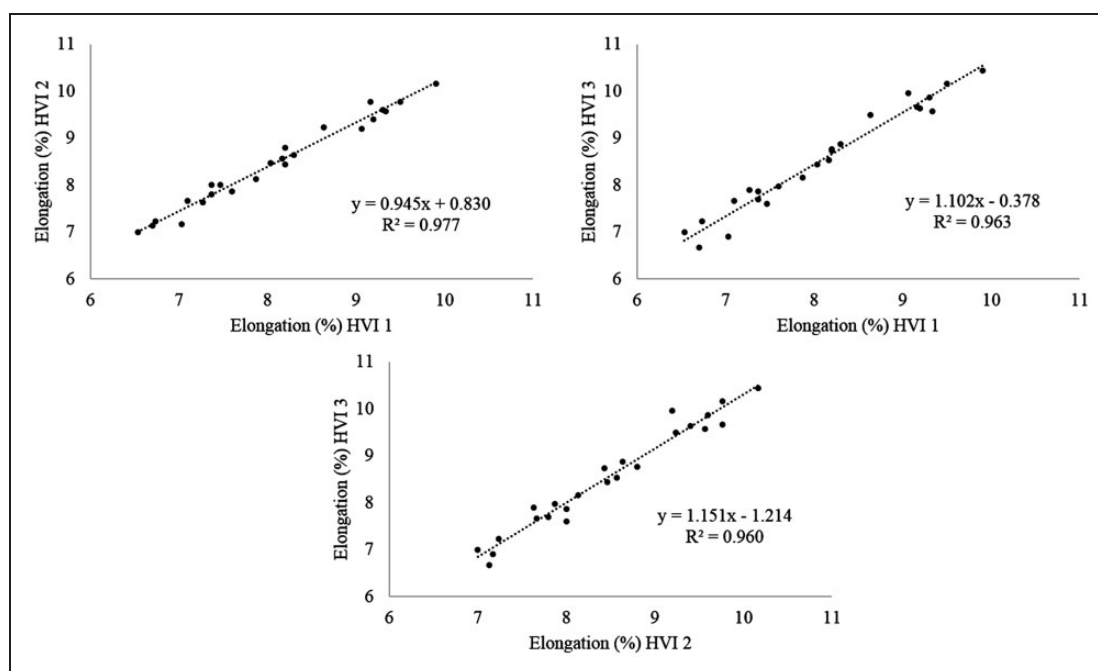 11
10
9
8
7
6
Elongation (%) HVI 2
y = 0.945x + 0.830
R² = 0.977
6 7 8 9 10 11
Elongation (%) HVI 1
11
10
9
8
7
6
Elongation (%) HVI 3
y = 1.102x - 0.378
R² = 0.963
6 7 8 9 10 11
Elongation (%) HVI 1
11
10
9
8
7
6
Elongation (%) HVI 3
y = 1.151x - 1.214
R² = 0.960
6 7 8 9 10 11
Elongation (%) HVI 2